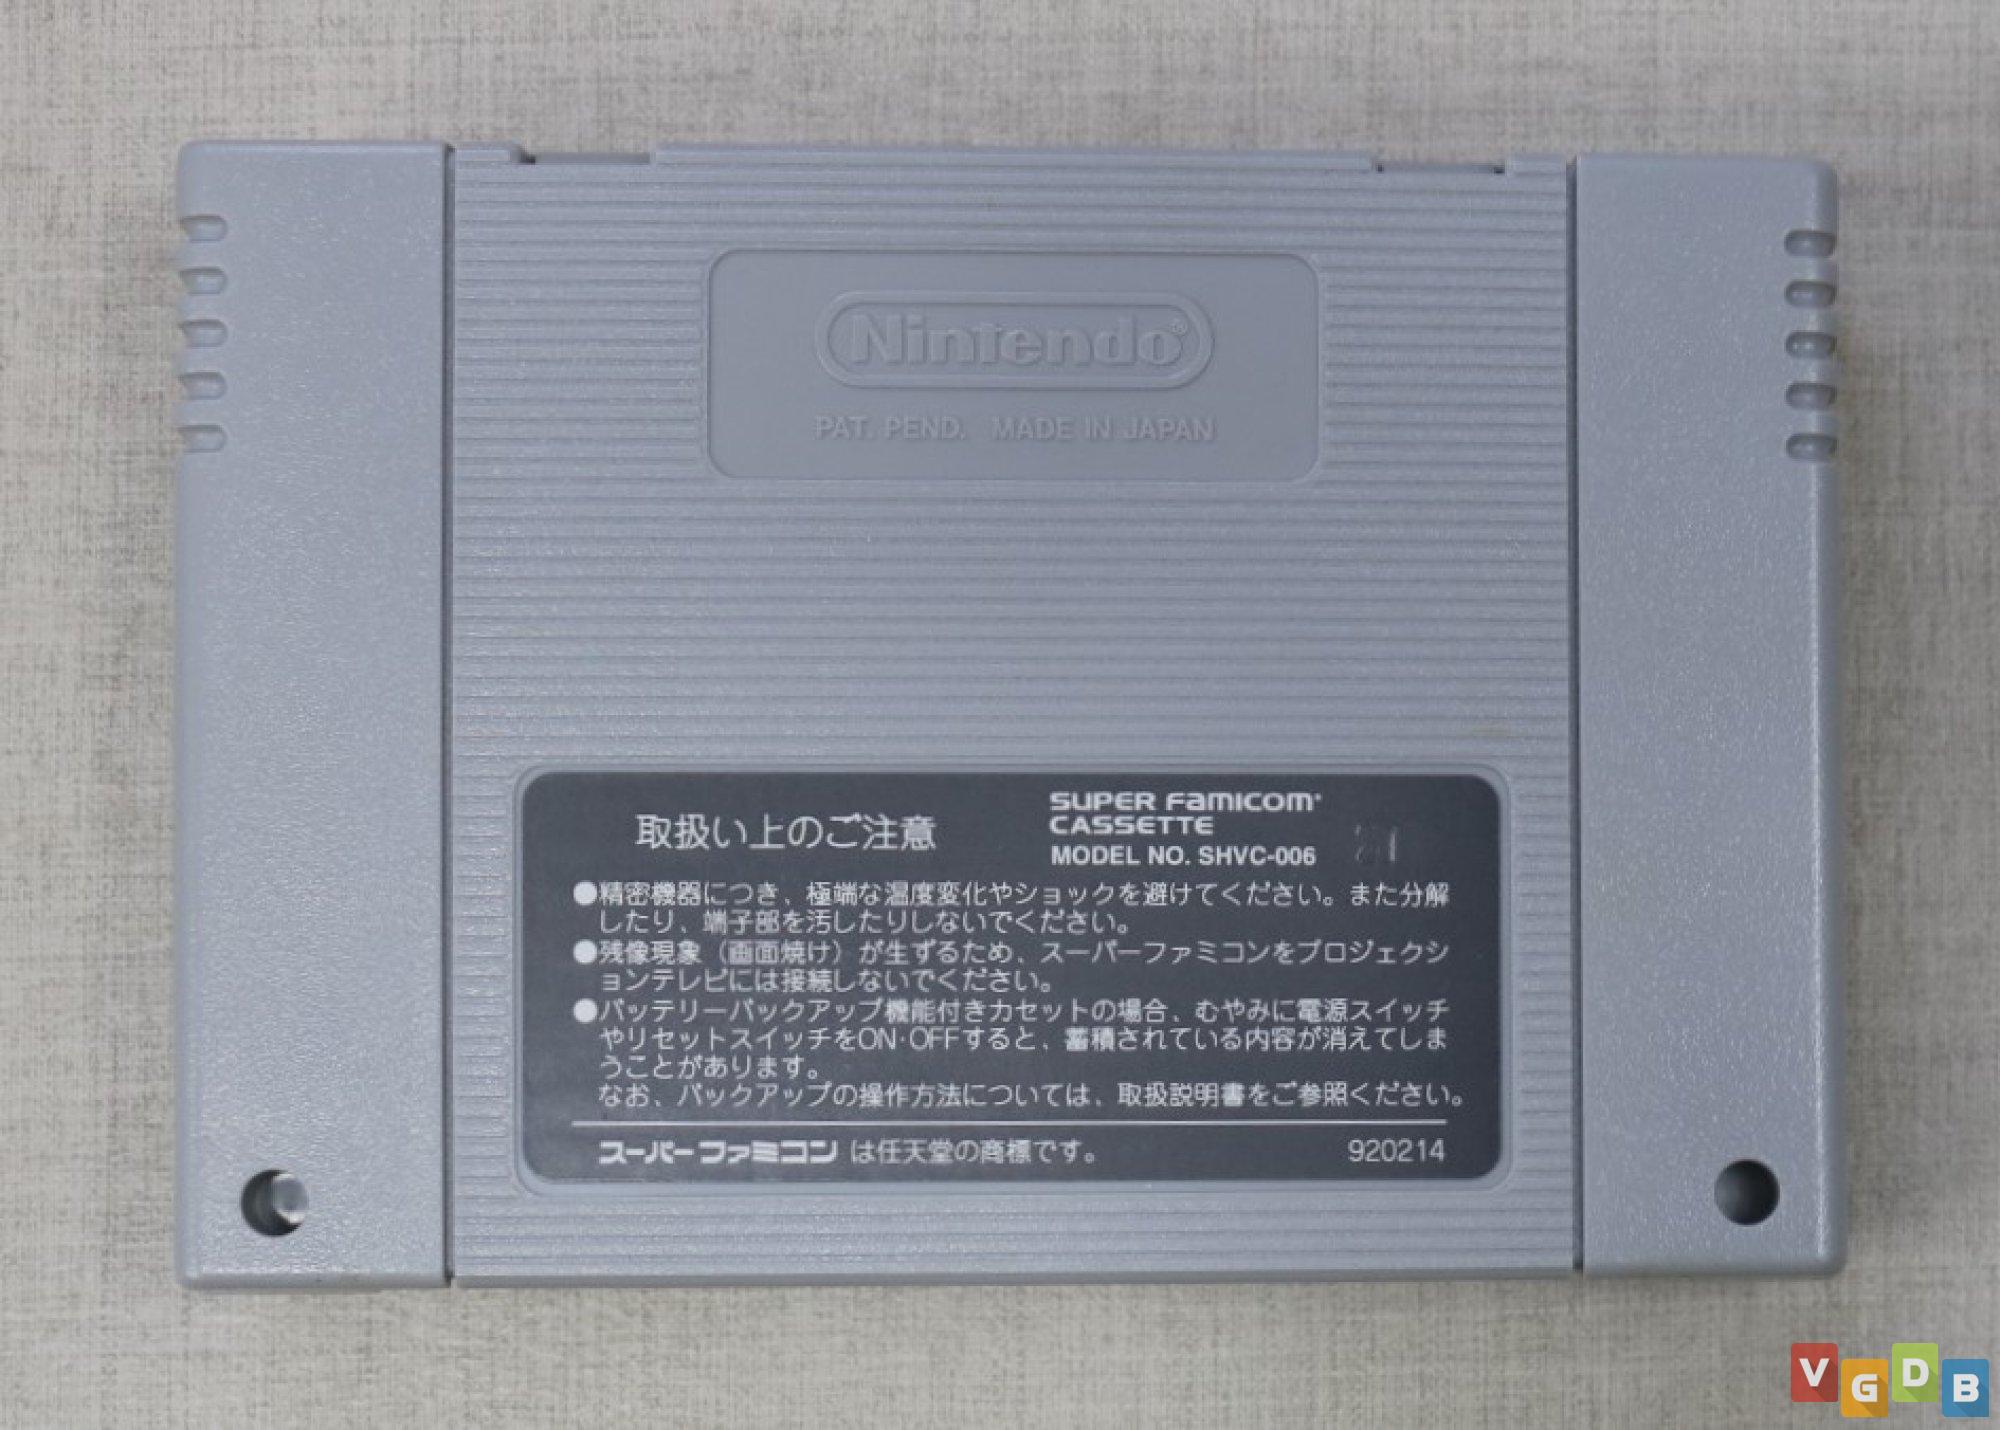 Nintendo®
PAT. PEND. MADE IN JAPAN
取扱い上のご注意
SUPER FAMICOM
CASSETTE
MODEL NO. SHVC-006
●精密機器につき、極端な温度変化やショックを避けてください。また分解
したり、端子部を汚したりしないでください。
●残像現象（画面焼け）が生ずるため、スーパーファミコンをプロジェクシ
ョンテレビには接続しないでください。
●バッテリーバックアップ機能付きカセットの場合、むやみに電源スイッチ
やリセットスイッチをON·OFFすると、蓄積されている内容が消えてしま
うことがあります。
なお、バックアップの操作方法については、取扱説明書をご参照ください。
スーパーファミコン は任天堂の商標です。 920214
VGDB